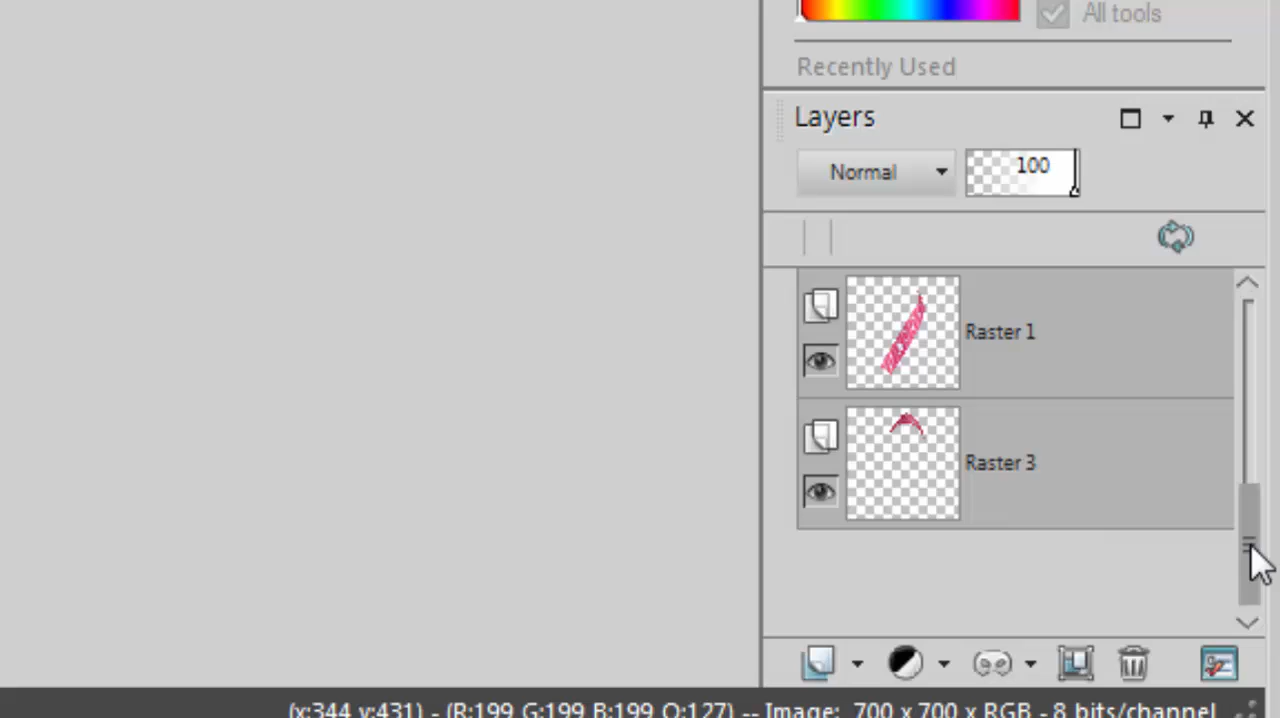 All tools
Recently Used
Layers
Normal
100
Raster 1
Raster 3
(x:344 y:431) - (R:199 G:199 B:199 O:127) -- Image: 700 x 700 x RGB - 8 bits/channel